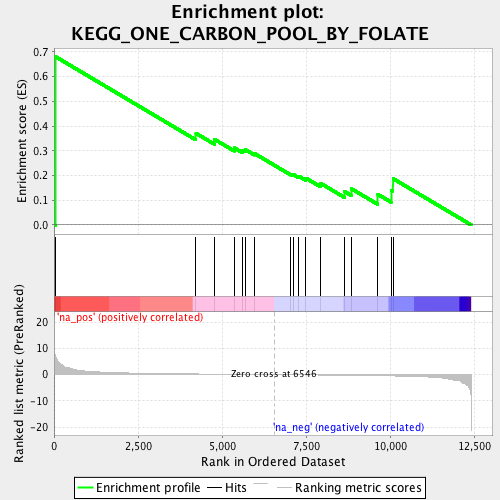 Enrichment plot:
KEGG_ONE_CARBON_POOL_BY_FOLATE
Enrichment score (ES)
0.7
0.6
0.5
0.4
0.3
0.2
0.1
0.0
'na_pos' (positively correlated)
Ranked list metric (PreRanked)
20
10
0
-10
-20
Zero cross at 6546
'na_neg' (negatively correlated)
0
2,500
5,000
7,500
10,000
12,500
Rank in Ordered Dataset
Enrichment profile
Hits
Ranking metric scores